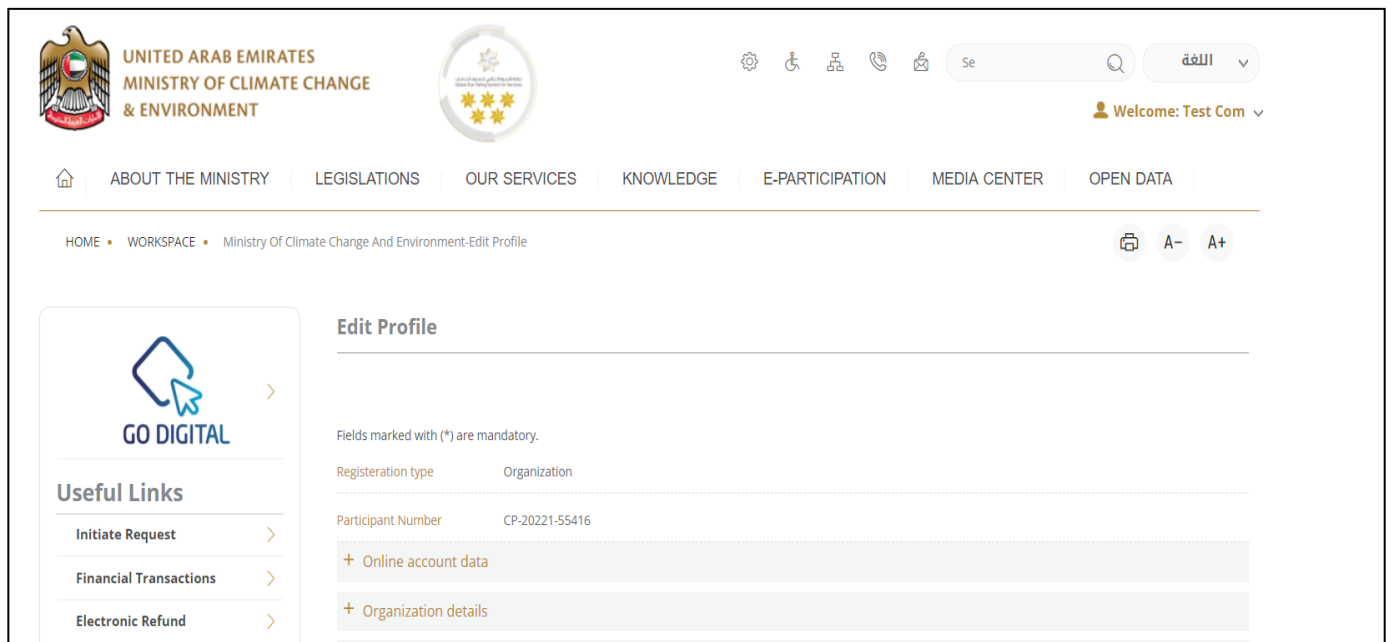 UNITED ARAB EMIRATES
MINISTRY OF CLIMATE CHANGE
& ENVIRONMENT
Se
اللغة
Welcome: Test Com
ABOUT THE MINISTRY
LEGISLATIONS
OUR SERVICES
KNOWLEDGE
E-PARTICIPATION
MEDIA CENTER
OPEN DATA
HOME • WORKSPACE • Ministry Of Climate Change And Environment-Edit Profile
A- A+
GO DIGITAL
Useful Links
Initiate Request
Financial Transactions
Electronic Refund
Edit Profile
Fields marked with (*) are mandatory.
Registeration type Organization
Participant Number CP-20221-55416
+ Online account data
+ Organization details